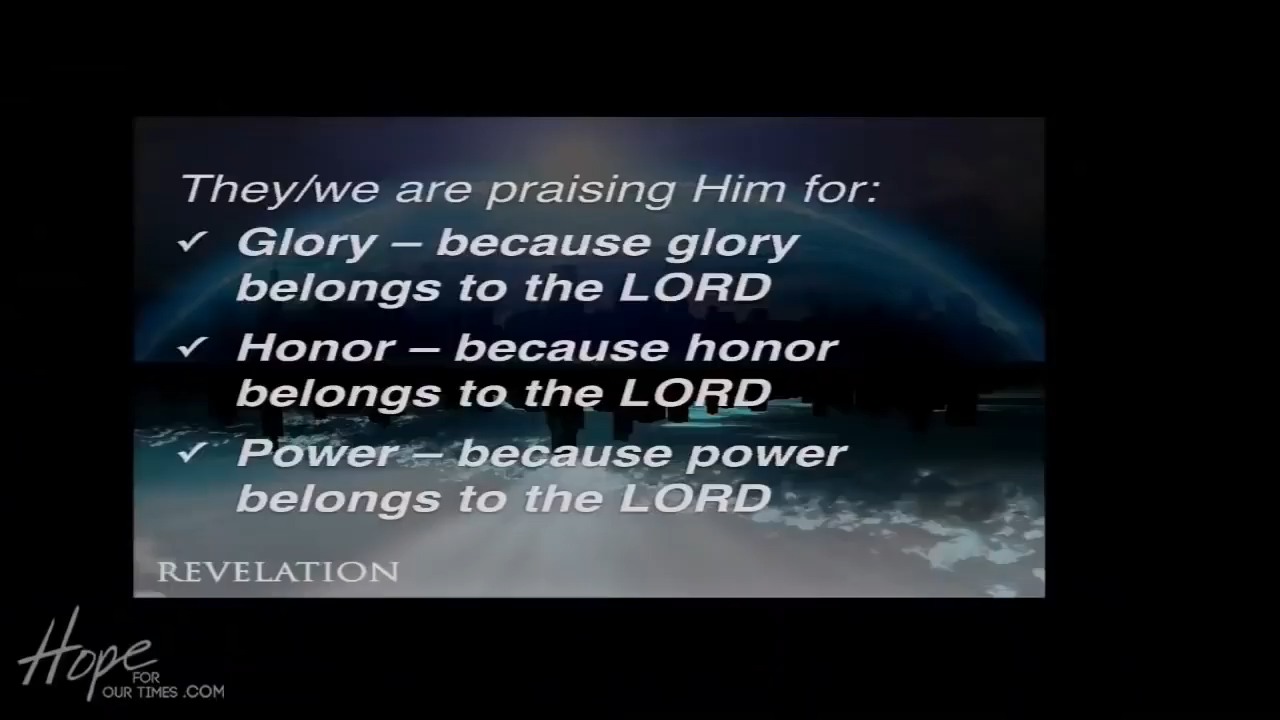 They/we are praising Him for:
✓ Glory – because glory
belongs to the LORD
✓ Honor – because honor
belongs to the LORD
✓ Power – because power
belongs to the LORD
REVELATION
Hope
FOR
OUR TIMES .COM